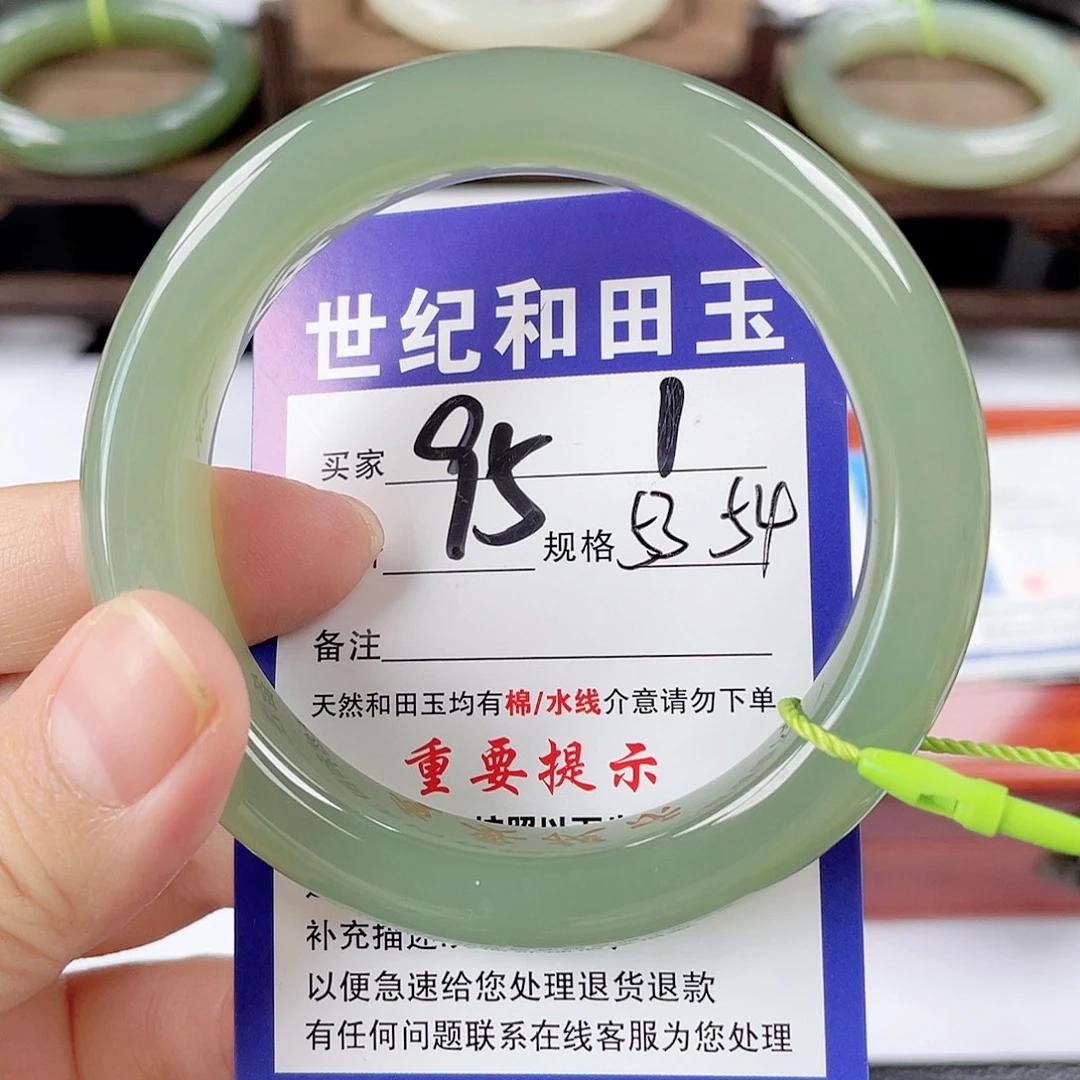 世纪和田玉
买家 95 1
规格 53 54
备注
天然和田玉均有棉/水线介意请勿下单
重要提示
补充描述
以便急速给您处理退货退款
有任何问题联系在线客服为您处理